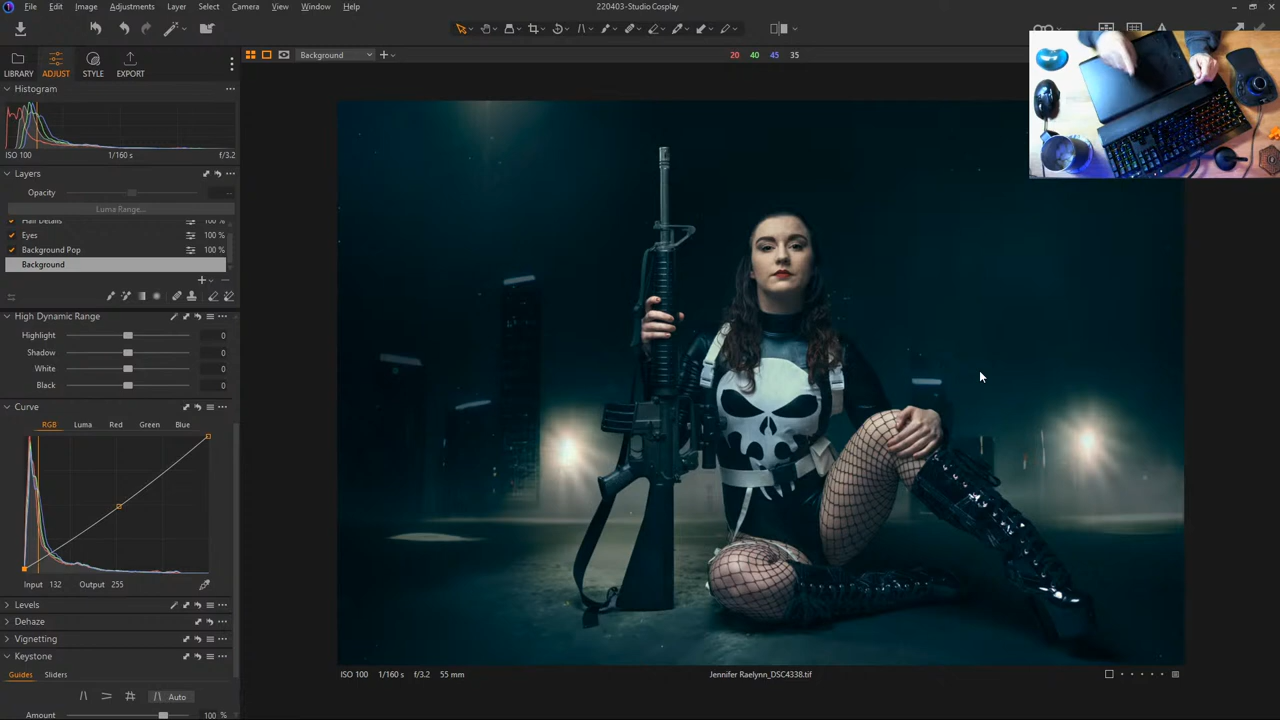 File Edit Image Adjustments Layer Select Camera View Window Help
220403-Studio Cosplay
LIBRARY ADJUST STYLE EXPORT
Background
20 40 45 35
Histogram
ISO 100 1/160 s f/3.2
Layers
Opacity
Luma Range...
Hair Details 100 %
Eyes 100 %
Background Pop 100 %
Background
High Dynamic Range
Highlight 0
Shadow 0
White 0
Black 0
Curve
RGB Luma Red Green Blue
Input 132 Output 255
Levels
Dehaze
Vignetting
Keystone
Guides Sliders
Auto
Amount 100 %
ISO 100 1/160 s f/3.2 55 mm
Jennifer Raelynn_DSC4338.tif